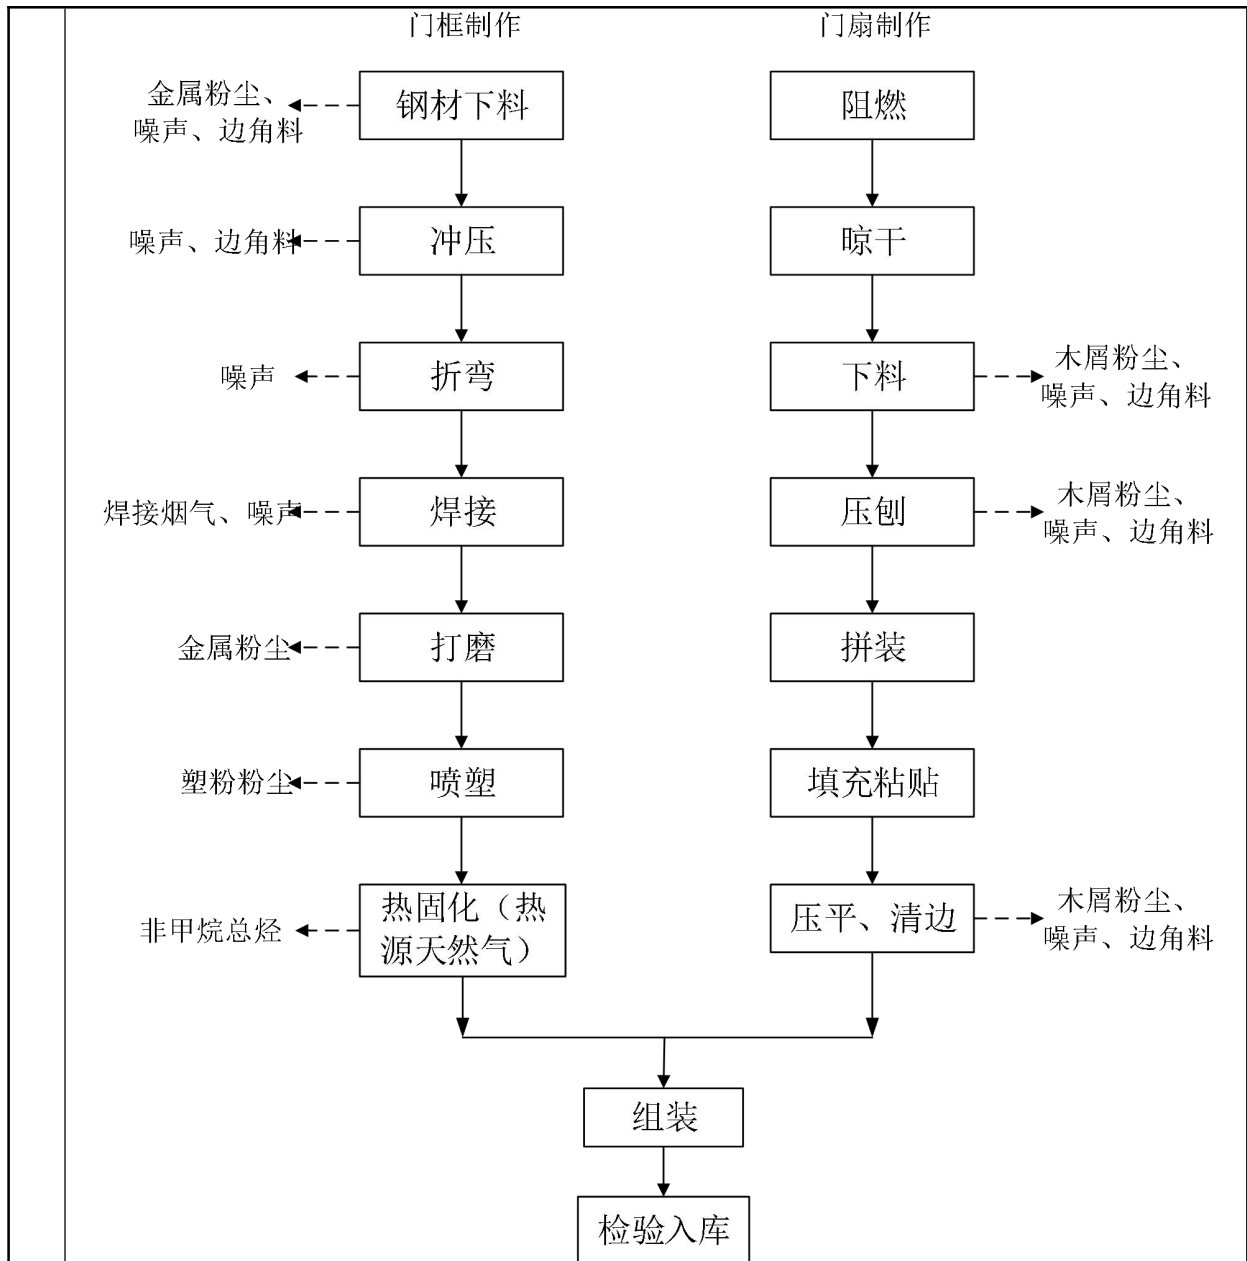 门框制作
门扇制作
金属粉尘、
噪声、边角料
钢材下料
阻燃
噪声、边角料
冲压
晾干
噪声
折弯
下料
木屑粉尘、
噪声、边角料
焊接烟气、噪声
焊接
压刨
木屑粉尘、
噪声、边角料
金属粉尘
打磨
拼装
塑粉粉尘
喷塑
填充粘贴
非甲烷总烃
热固化（热
源天然气）
压平、清边
木屑粉尘、
噪声、边角料
组装
检验入库